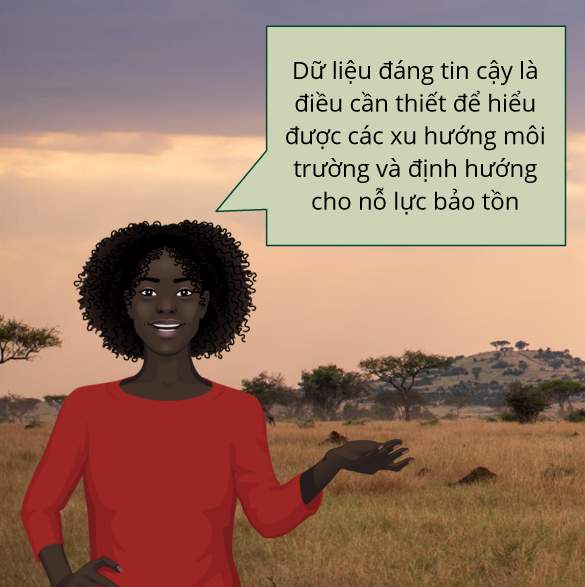 Dữ liệu đáng tin cậy là
điều cần thiết để hiểu
được các xu hướng môi
trường và định hướng
cho nỗ lực bảo tồn